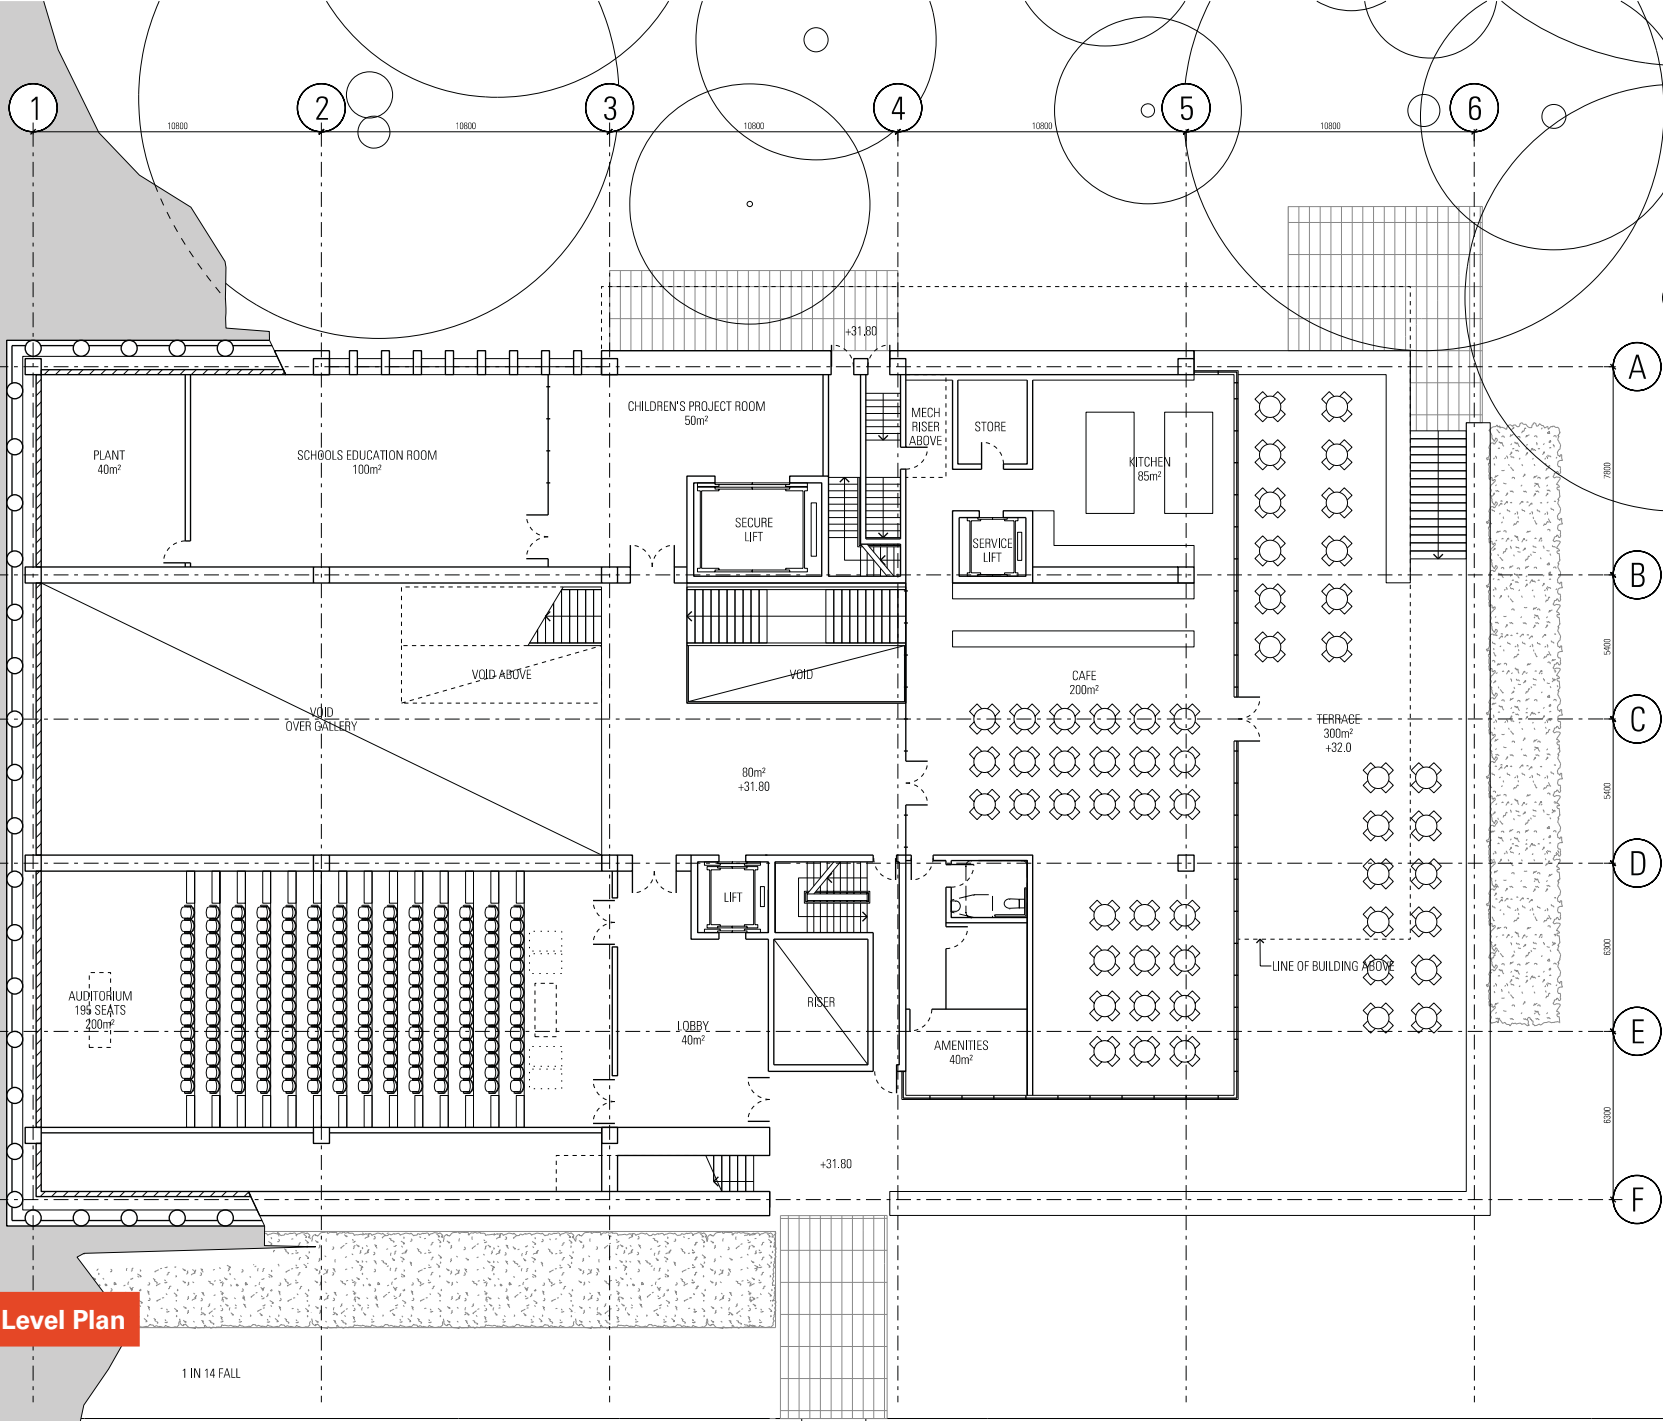 1
2
3
4
5
6
10800
10800
10800
10800
10800
+31.80
A
CHILDREN'S PROJECT ROOM
50m²
MECH
RISER
ABOVE
STORE
PLANT
40m²
SCHOOLS EDUCATION ROOM
100m²
KITCHEN
85m²
7800
SECURE
LIFT
SERVICE
LIFT
B
5400
VOID ABOVE
VOID
CAFE
200m²
VOID
OVER GALLERY
TERRACE
300m²
+32.0
C
80m²
+31.80
5400
D
LIFT
6300
LINE OF BUILDING ABOVE
AUDITORIUM
195 SEATS
200m²
RISER
LOBBY
40m²
E
AMENITIES
40m²
6300
+31.80
F
Level Plan
1 IN 14 FALL